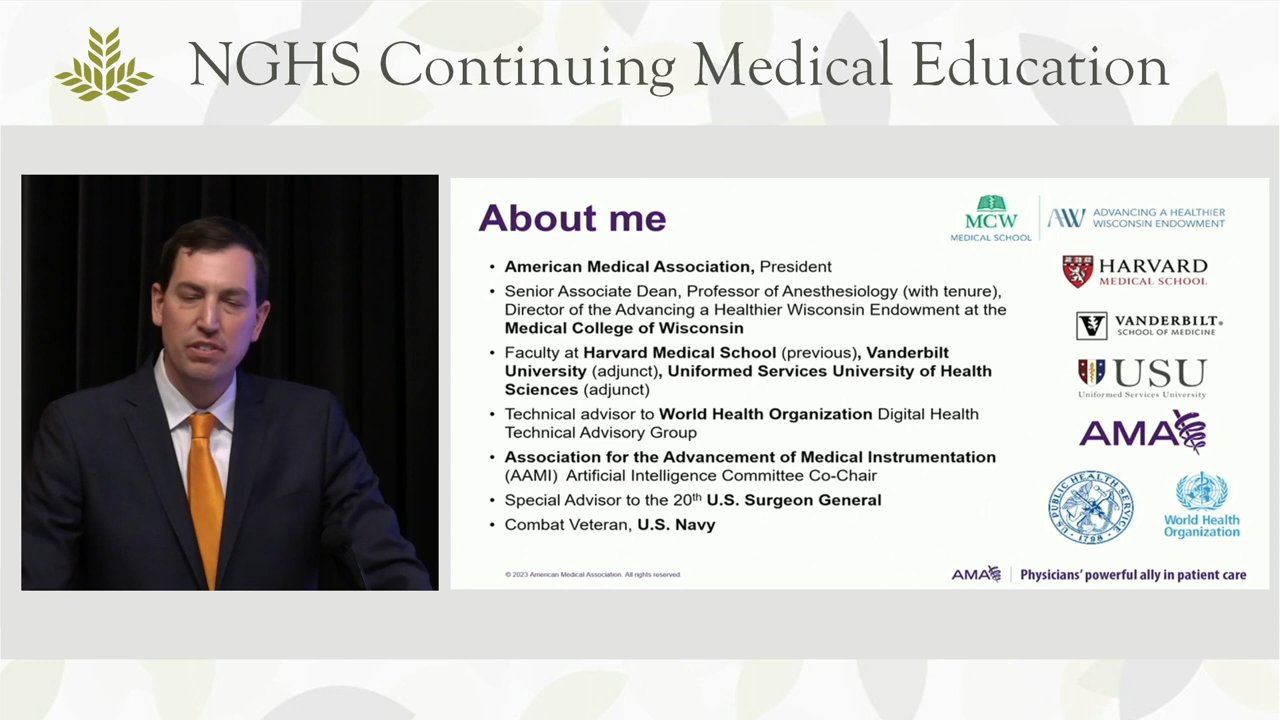 NGHS Continuing Medical Education
About me
• American Medical Association, President
• Senior Associate Dean, Professor of Anesthesiology (with tenure),
Director of the Advancing a Healthier Wisconsin Endowment at the
Medical College of Wisconsin
• Faculty at Harvard Medical School (previous), Vanderbilt
University (adjunct), Uniformed Services University of Health
Sciences (adjunct)
• Technical advisor to World Health Organization Digital Health
Technical Advisory Group
• Association for the Advancement of Medical Instrumentation
(AAMI) Artificial Intelligence Committee Co-Chair
• Special Advisor to the 20th U.S. Surgeon General
• Combat Veteran, U.S. Navy
MCW
MEDICAL SCHOOL
AW
ADVANCING A HEALTHIER
WISCONSIN ENDOWMENT
HARVARD
MEDICAL SCHOOL
V
VANDERBILT®
SCHOOL OF MEDICINE
USU
Uniformed Services University
AMA
U.S. PUBLIC HEALTH SERVICE
1798
World Health
Organization
© 2023 American Medical Association. All rights reserved.
AMA
Physicians' powerful ally in patient care